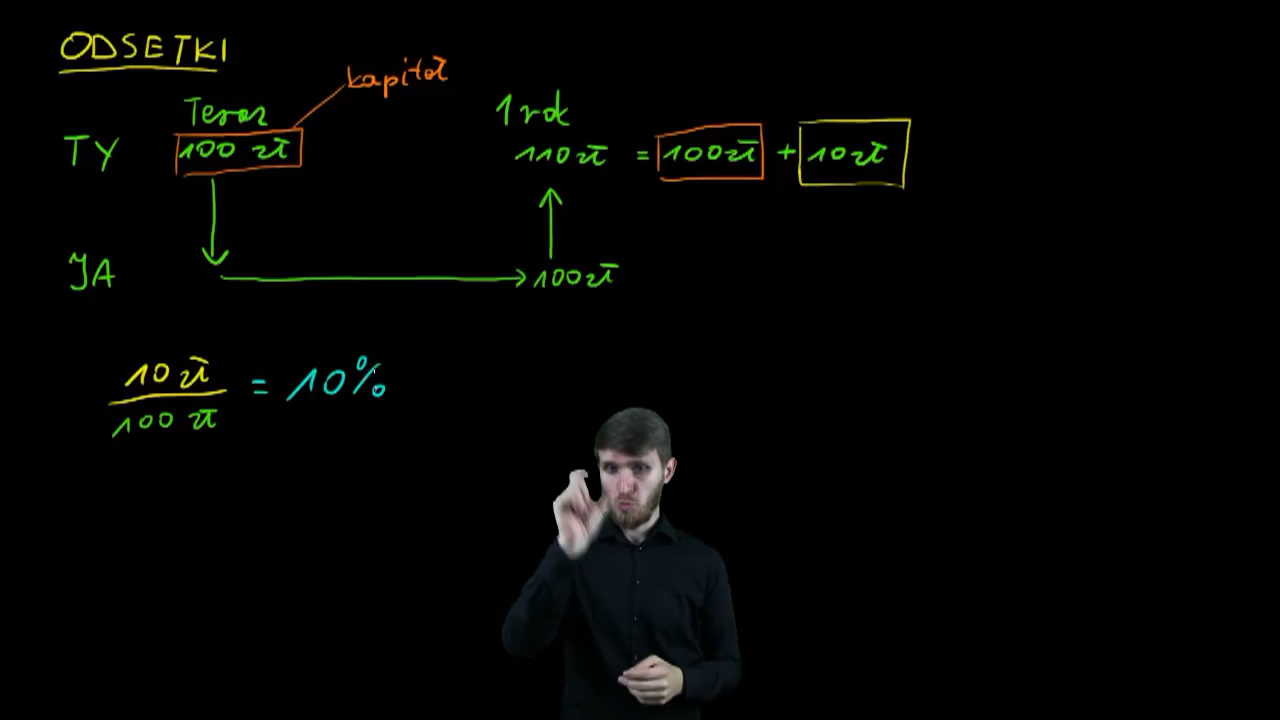 ODSETKI
kapitał
Teraz 1 rok
TY 100 zł 110 zł = 100 zł + 10 zł
JA 100 zł
10 zł
100 zł
= 10%